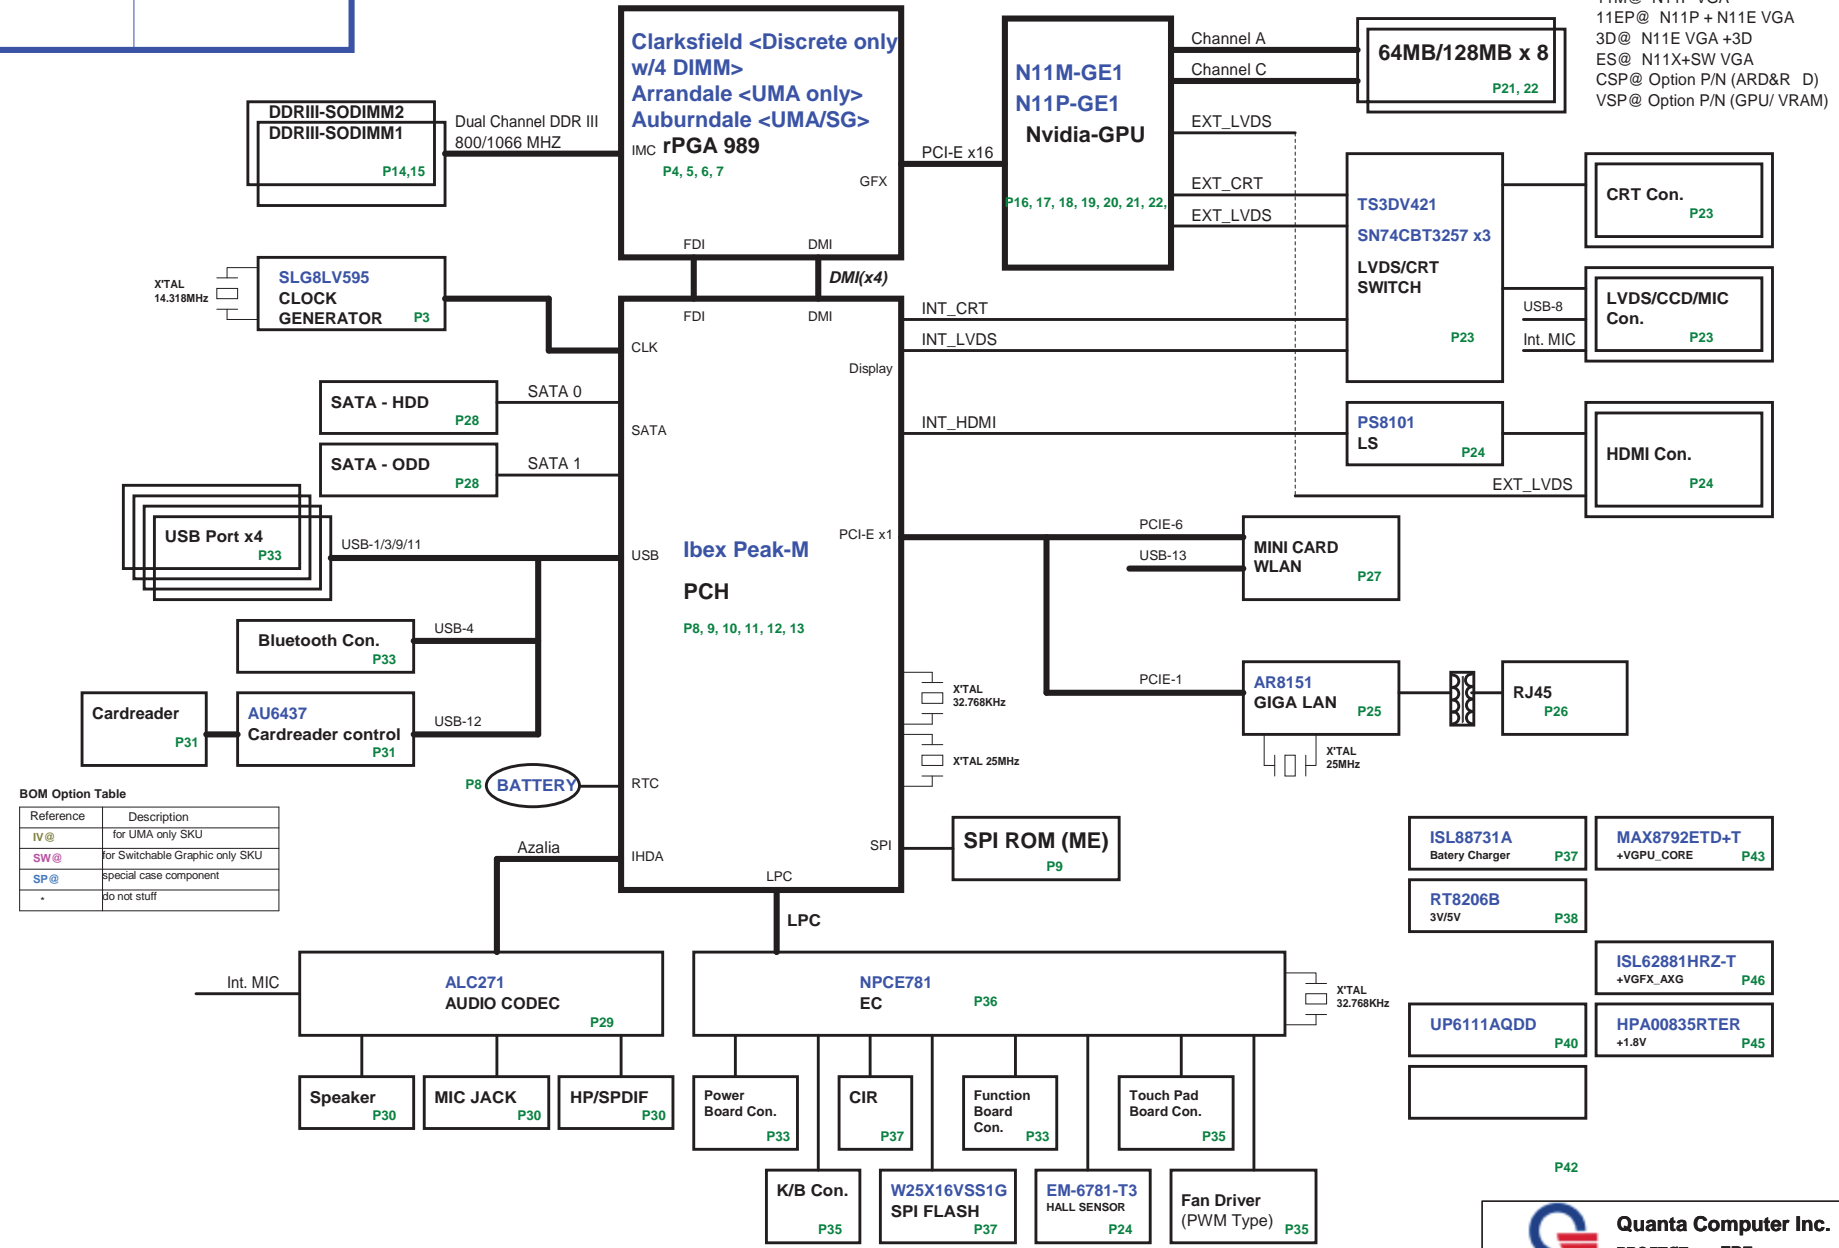 Clarksfield <Discrete only
w/4 DIMM>
Arrandale <UMA only>
Auburndale <UMA/SG>
rPGA 989
IMC
P4, 5, 6, 7
GFX
FDI
DMI
DDRIII-SODIMM2
DDRIII-SODIMM1
P14,15
Dual Channel DDR III
800/1066 MHZ
PCI-E x16
N11M-GE1
N11P-GE1
Nvidia-GPU
P16, 17, 18, 19, 20, 21, 22,
Channel A
Channel C
64MB/128MB x 8
P21, 22
11EP@ N11P + N11E VGA
3D@ N11E VGA +3D
ES@ N11X+SW VGA
CSP@ Option P/N (ARD&R D)
VSP@ Option P/N (GPU/ VRAM)
EXT_LVDS
EXT_CRT
EXT_LVDS
TS3DV421
SN74CBT3257 x3
LVDS/CRT
SWITCH
P23
CRT Con.
P23
USB-8
Int. MIC
LVDS/CCD/MIC
Con.
P23
X'TAL
14.318MHz
SLG8LV595
CLOCK
GENERATOR
P3
DMI(x4)
FDI
DMI
CLK
Display
INT_CRT
INT_LVDS
INT_HDMI
PS8101
LS
P24
HDMI Con.
P24
EXT_LVDS
SATA - HDD
P28
SATA 0
SATA
SATA - ODD
P28
SATA 1
USB Port x4
P33
USB-1/3/9/11
USB
Ibex Peak-M
PCH
P8, 9, 10, 11, 12, 13
PCI-E x1
PCIE-6
USB-13
MINI CARD
WLAN
P27
Bluetooth Con.
P33
USB-4
Cardreader
P31
AU6437
Cardreader control
P31
USB-12
X'TAL
32.768KHz
X'TAL 25MHz
PCIE-1
AR8151
GIGA LAN
P25
X'TAL
25MHz
RJ45
P26
P8
BATTERY
RTC
BOM Option Table
Reference Description
IV@ for UMA only SKU
SW@ for Switchable Graphic only SKU
SP@ special case component
* do not stuff
Azalia
IHDA
LPC
SPI
SPI ROM (ME)
P9
LPC
ISL88731A
Batery Charger
P37
MAX8792ETD+T
+VGPU_CORE
P43
RT8206B
3V/5V
P38
ISL62881HRZ-T
+VGFX_AXG
P46
UP6111AQDD
P40
HPA00835RTER
+1.8V
P45
P42
Int. MIC
ALC271
AUDIO CODEC
P29
NPCE781
EC
P36
X'TAL
32.768KHz
Speaker
P30
MIC JACK
P30
HP/SPDIF
P30
Power
Board Con.
P33
CIR
P37
Function
Board
Con.
P33
Touch Pad
Board Con.
P35
K/B Con.
P35
W25X16VSS1G
SPI FLASH
P37
EM-6781-T3
HALL SENSOR
P24
Fan Driver
(PWM Type)
P35
Quanta Computer Inc.